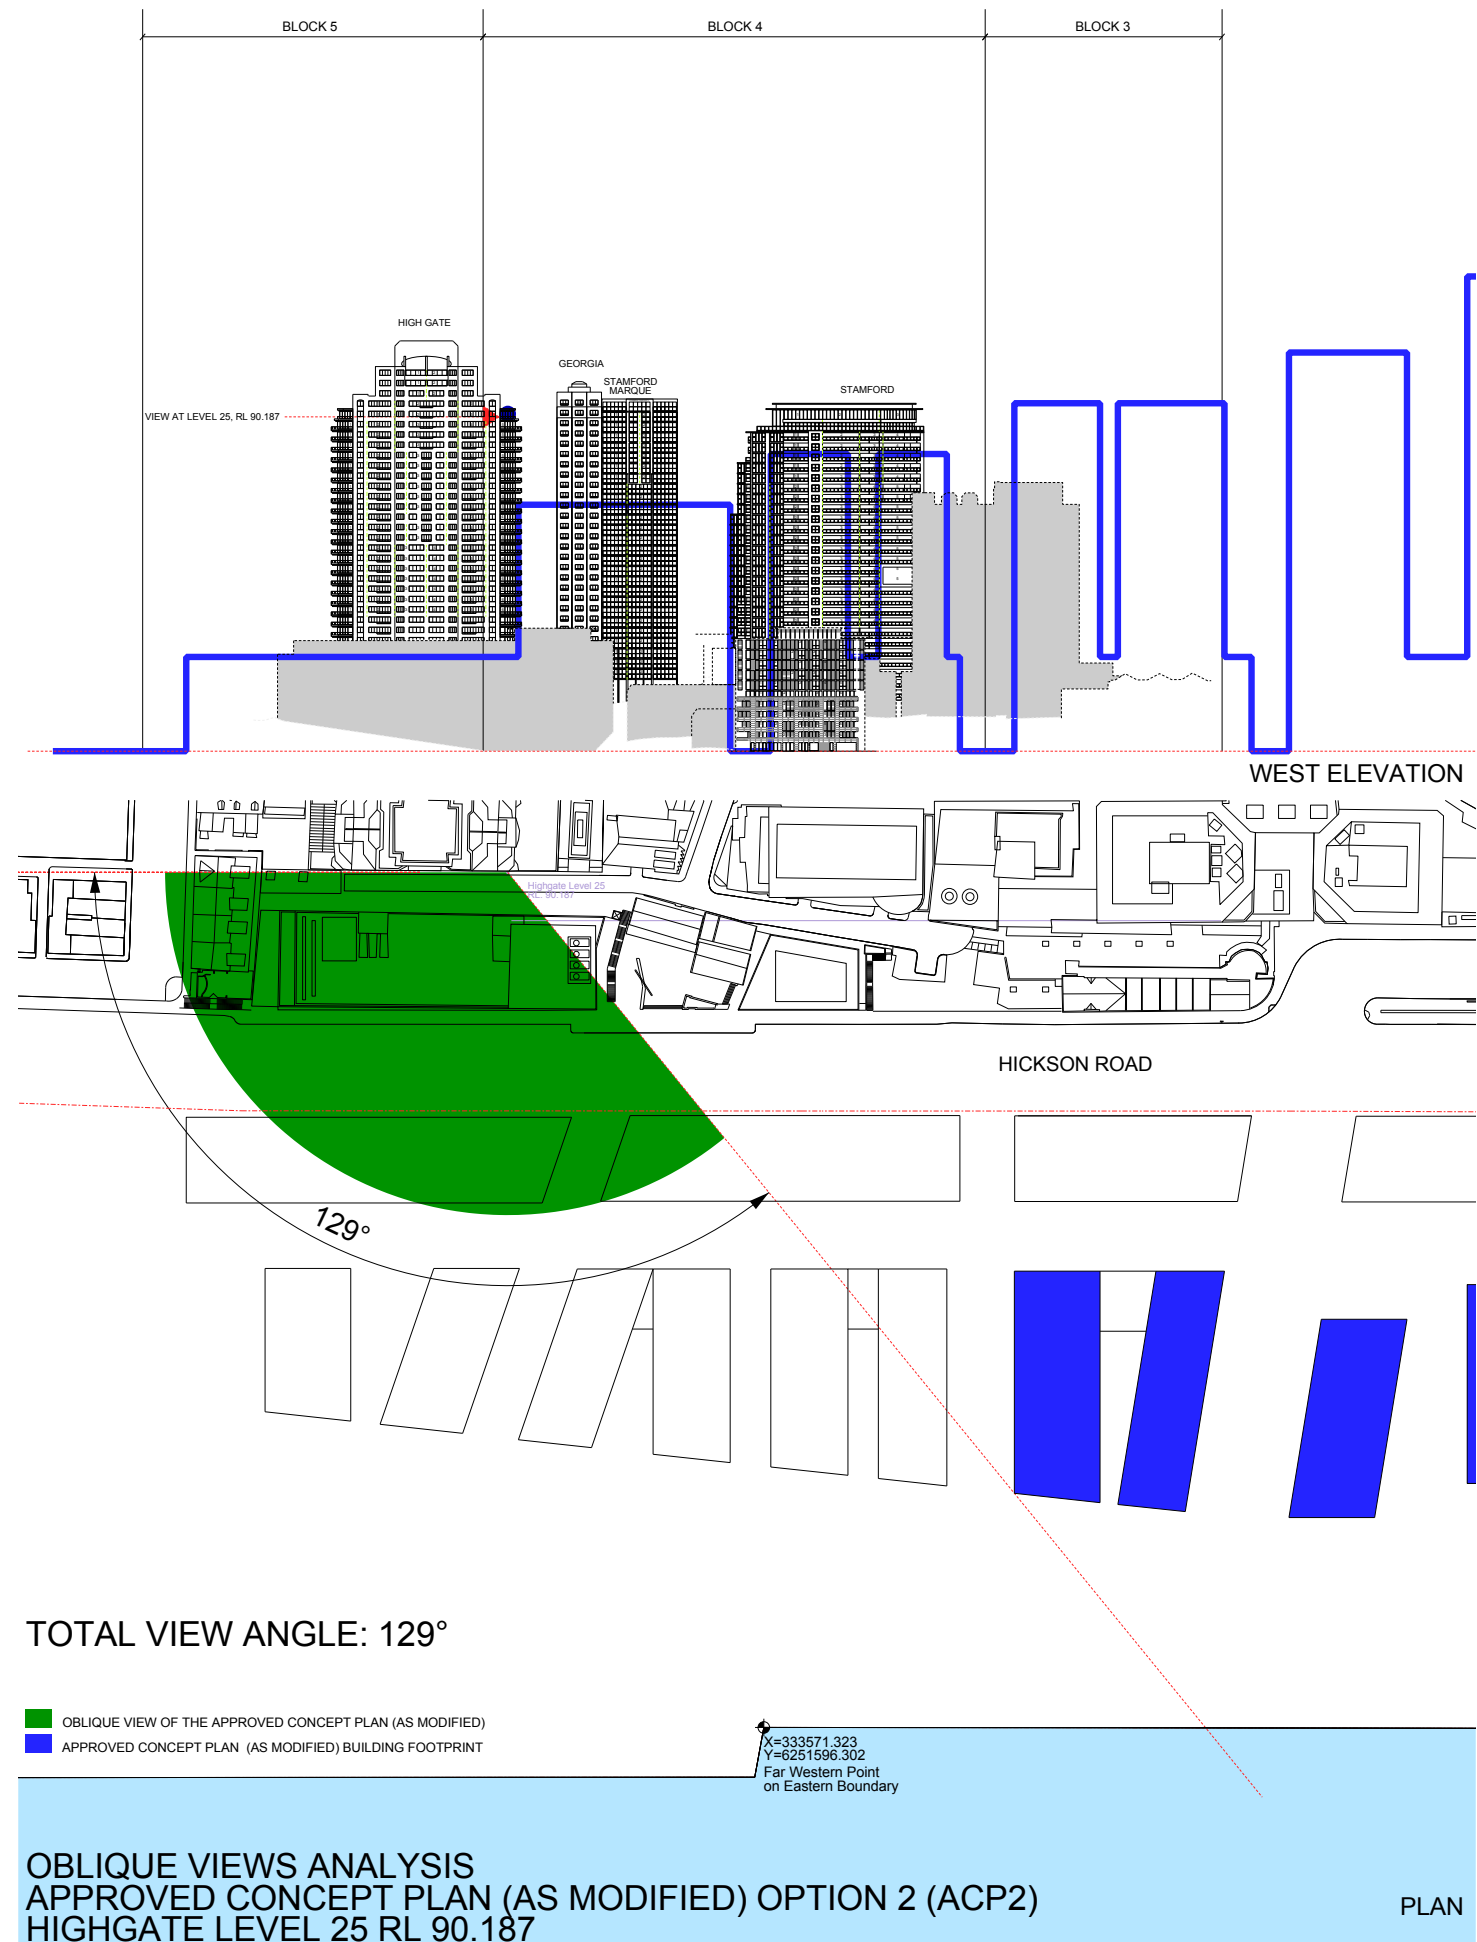 BLOCK 5
BLOCK 4
BLOCK 3
HIGH GATE
GEORGIA
STAMFORD
MARQUE
STAMFORD
VIEW AT LEVEL 25, RL 90.187
WEST ELEVATION
Highgate Level 25
RL. 90.187
HICKSON ROAD
129°
TOTAL VIEW ANGLE: 129°
OBLIQUE VIEW OF THE APPROVED CONCEPT PLAN (AS MODIFIED)
APPROVED CONCEPT PLAN (AS MODIFIED) BUILDING FOOTPRINT
X=333571.323
Y=6251596.302
Far Western Point
on Eastern Boundary
OBLIQUE VIEWS ANALYSIS
APPROVED CONCEPT PLAN (AS MODIFIED) OPTION 2 (ACP2)
HIGHGATE LEVEL 25 RL 90.187
PLAN